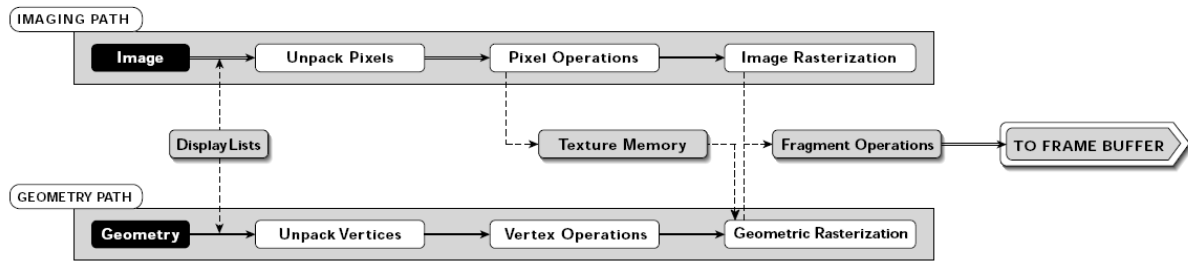 IMAGING PATH
Image
Unpack Pixels
Pixel Operations
Image Rasterization
Display Lists
Texture Memory
Fragment Operations
TO FRAME BUFFER
GEOMETRY PATH
Geometry
Unpack Vertices
Vertex Operations
Geometric Rasterization